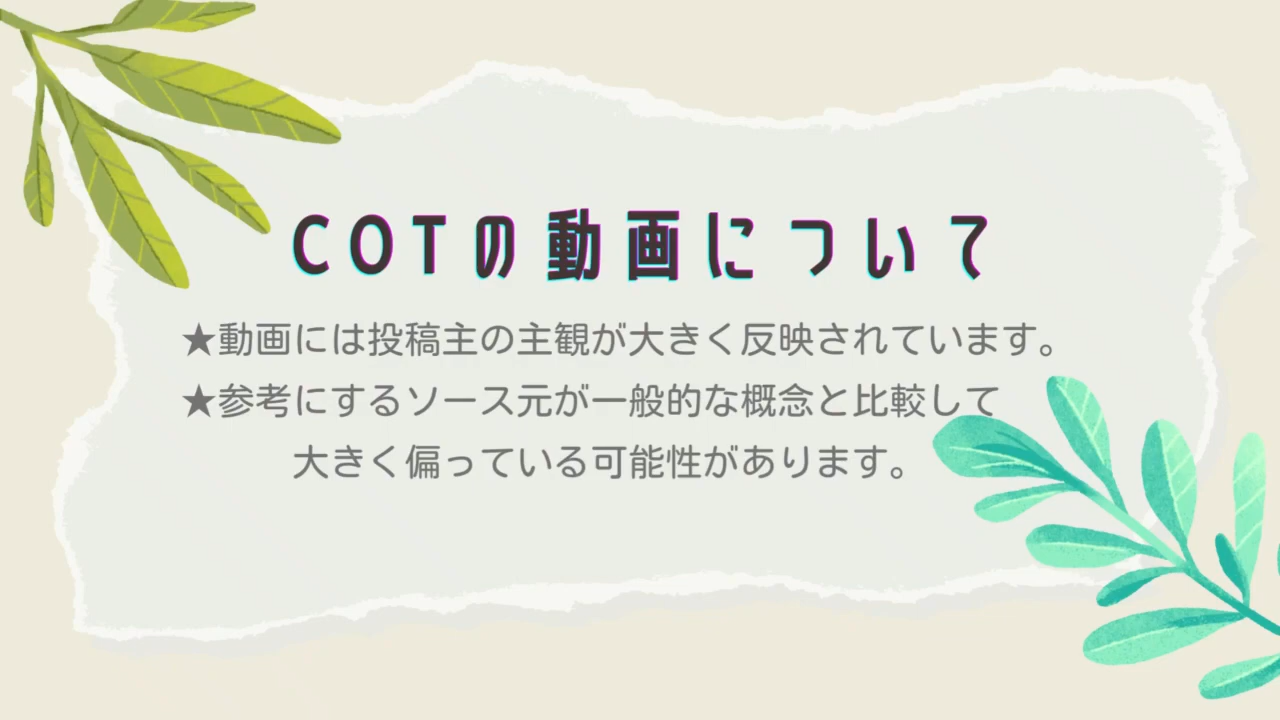 COTの動画について
★動画には投稿主の主観が大きく反映されています。
★参考にするソース元が一般的な概念と比較して
大きく偏っている可能性があります。